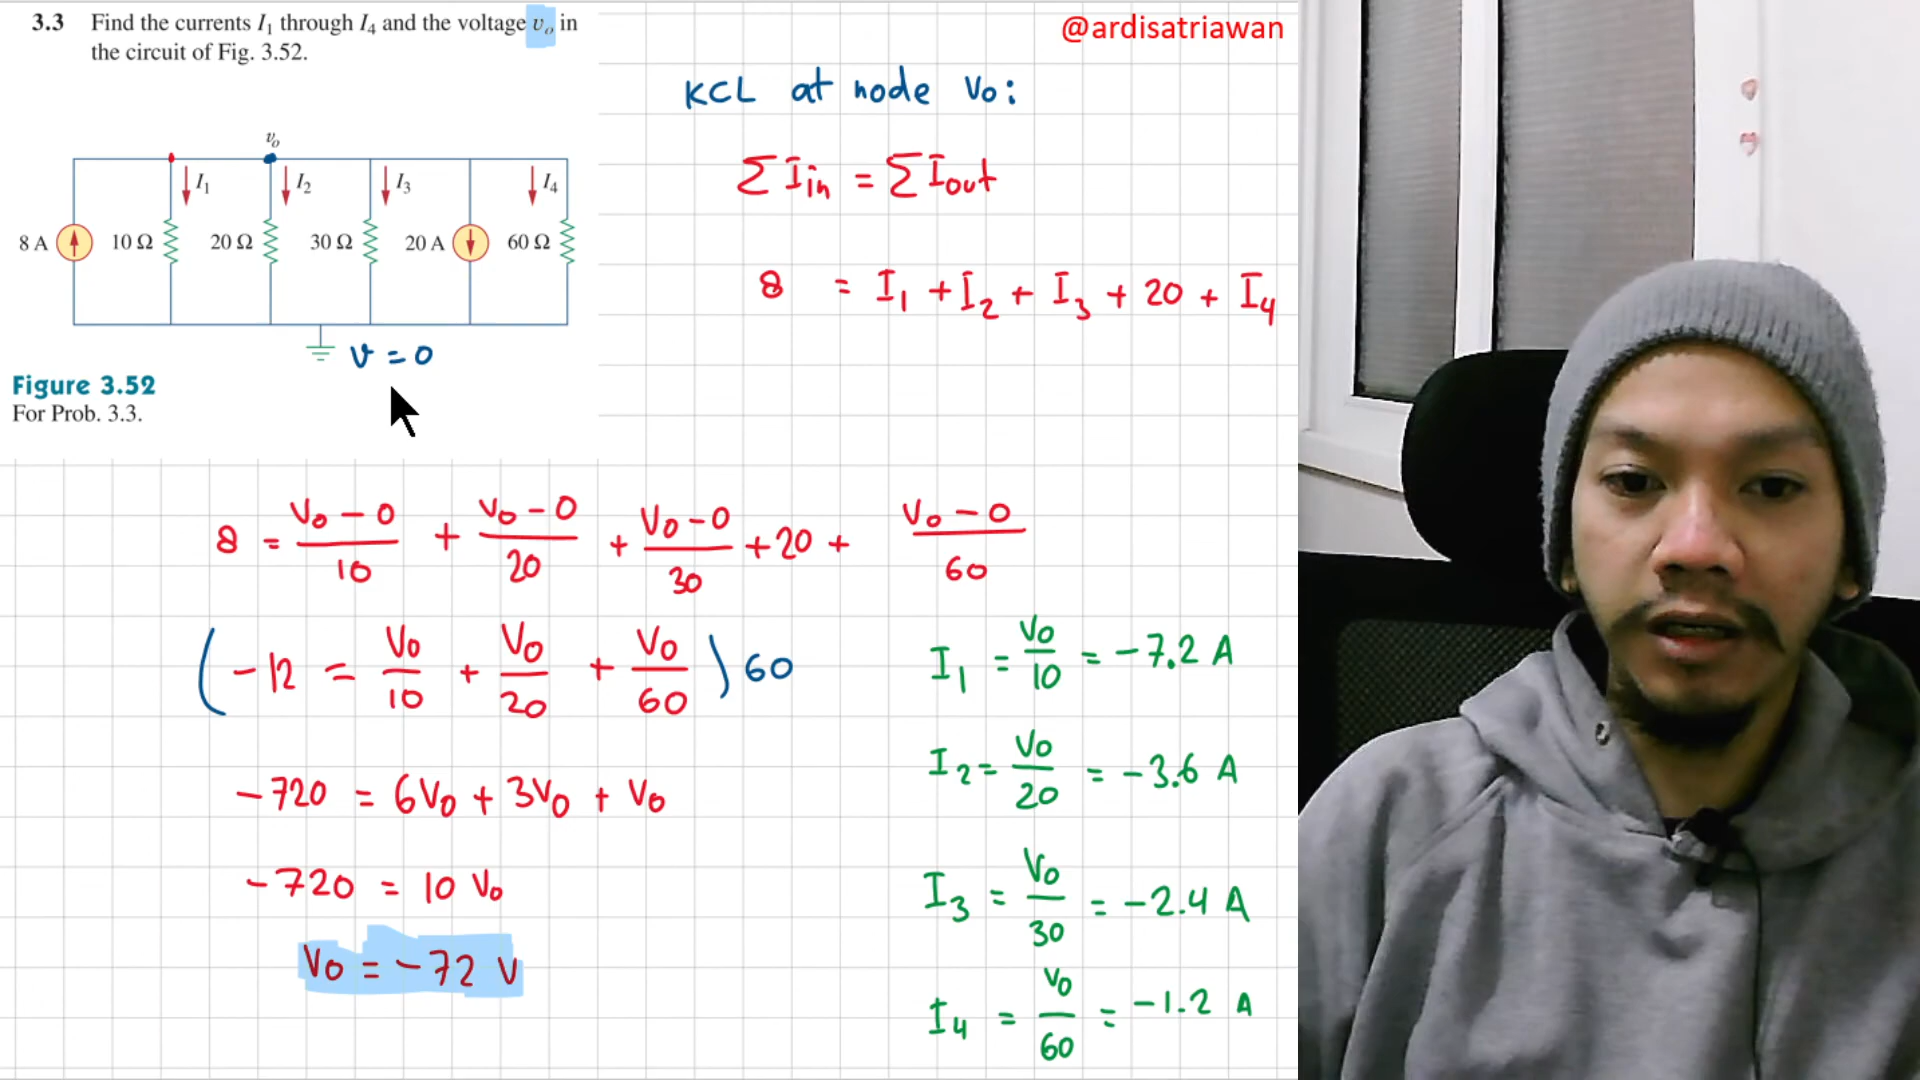 3.3 Find the currents I₁ through I₄ and the voltage vₒ in
the circuit of Fig. 3.52.
@ardisatriawan
KCL at node Vo:
ΣIin = ΣIout
8 = I₁ + I₂ + I₃ + 20 + I₄
vₒ
I₁ I₂ I₃ I₄
8 A 10 Ω 20 Ω 30 Ω 20 A 60 Ω
v = 0
Figure 3.52
For Prob. 3.3.
8 = (Vo − 0)/10 + (Vo − 0)/20 + (Vo − 0)/30 + 20 + (Vo − 0)/60
(−12 = Vo/10 + Vo/20 + Vo/60) 60
−720 = 6Vo + 3Vo + Vo
−720 = 10 Vo
Vo = −72 V
I₁ = Vo/10 = −7.2 A
I₂ = Vo/20 = −3.6 A
I₃ = Vo/30 = −2.4 A
I₄ = Vo/60 = −1.2 A